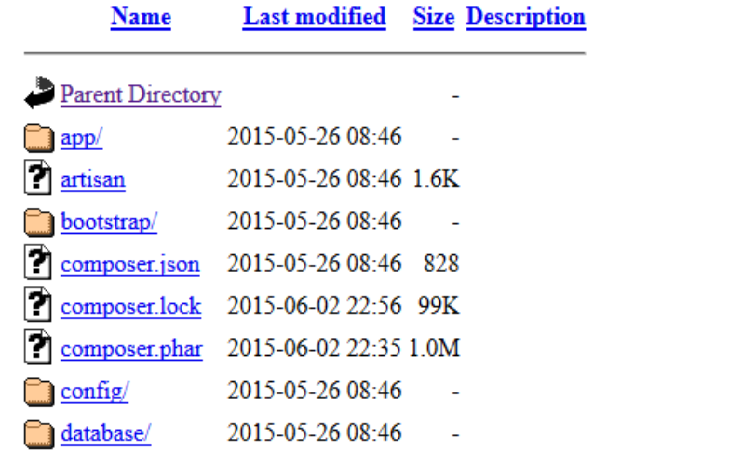 Name Last modified Size Description
Parent Directory -
app/ 2015-05-26 08:46 -
artisan 2015-05-26 08:46 1.6K
bootstrap/ 2015-05-26 08:46 -
composer.json 2015-05-26 08:46 828
composer.lock 2015-06-02 22:56 99K
composer.phar 2015-06-02 22:35 1.0M
config/ 2015-05-26 08:46 -
database/ 2015-05-26 08:46 -